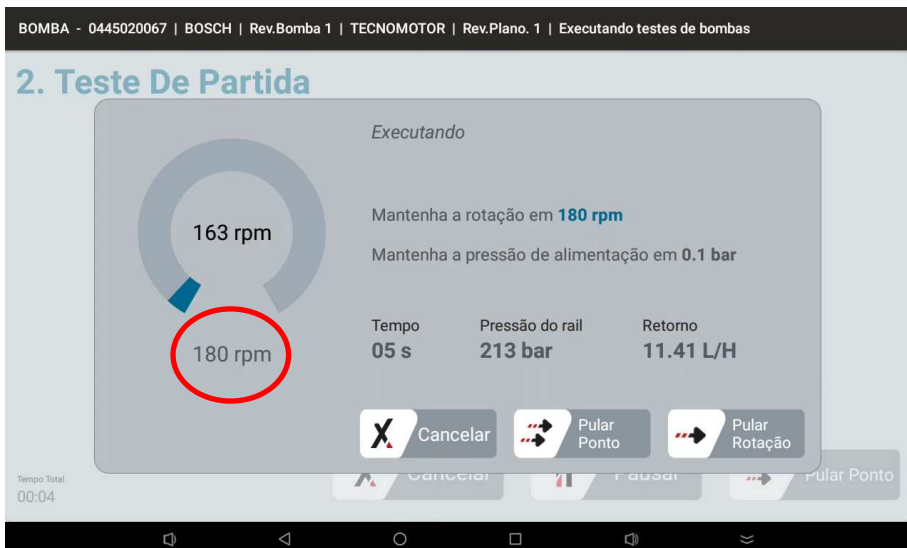 BOMBA - 0445020067 | BOSCH | Rev.Bomba 1 | TECNOMOTOR | Rev.Plano. 1 | Executando testes de bombas
2. Teste De Partida
Executando
163 rpm
180 rpm
Mantenha a rotação em 180 rpm
Mantenha a pressão de alimentação em 0.1 bar
Tempo
05 s
Pressão do rail
213 bar
Retorno
11.41 L/H
Cancelar
Pular
Ponto
Pular
Rotação
Tempo Total
00:04
Cancelar
Pausar
Pular Ponto